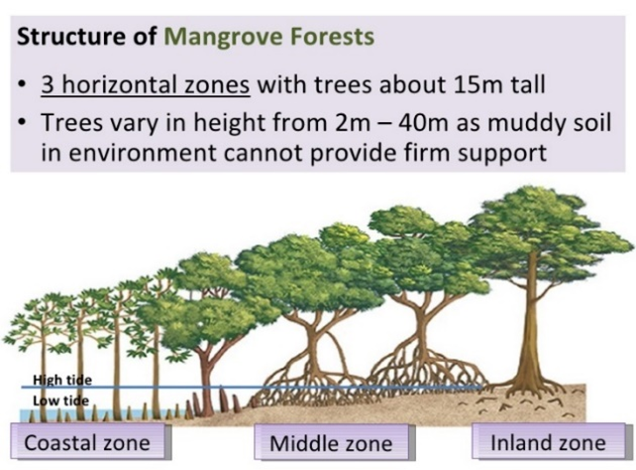 Structure of Mangrove Forests
• 3 horizontal zones with trees about 15m tall
• Trees vary in height from 2m – 40m as muddy soil
in environment cannot provide firm support
High tide
Low tide
Coastal zone
Middle zone
Inland zone